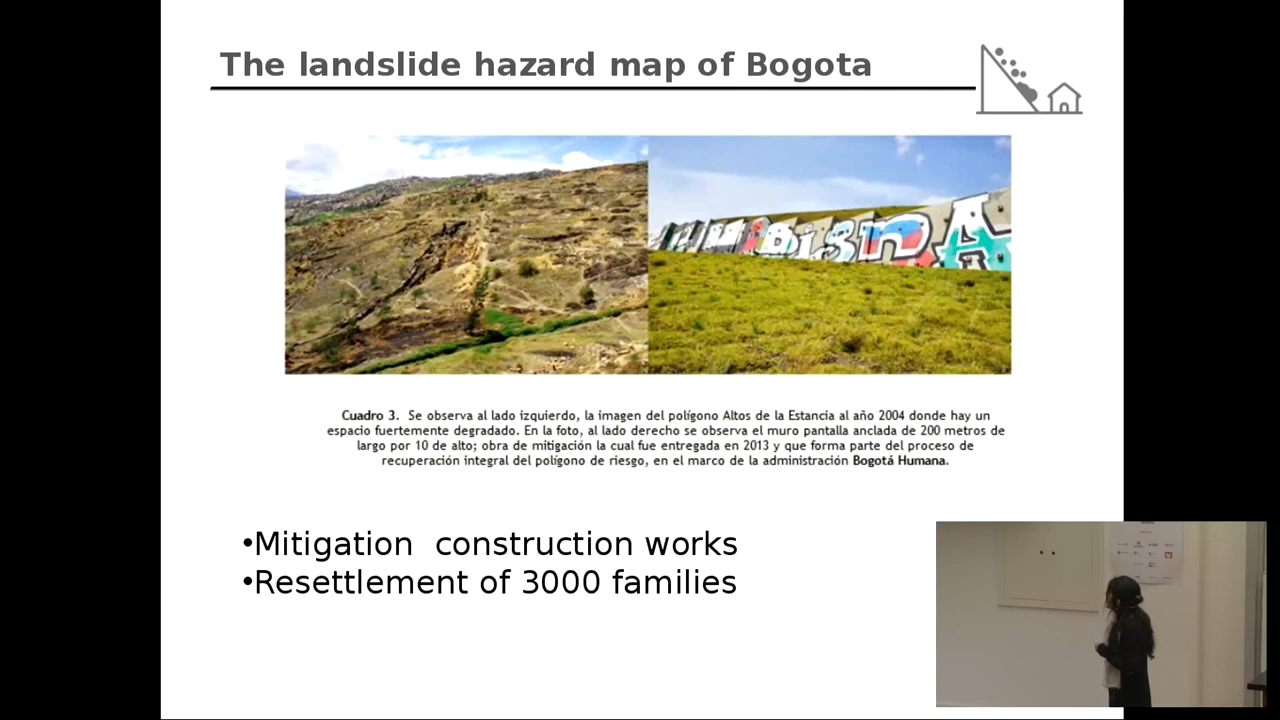 The landslide hazard map of Bogota
Cuadro 3. Se observa al lado izquierdo, la imagen del polígono Altos de la Estancia al año 2004 donde hay un
espacio fuertemente degradado. En la foto, al lado derecho se observa el muro pantalla anclada de 200 metros de
largo por 10 de alto; obra de mitigación la cual fue entregada en 2013 y que forma parte del proceso de
recuperación integral del polígono de riesgo, en el marco de la administración Bogotá Humana.
•Mitigation construction works
•Resettlement of 3000 families